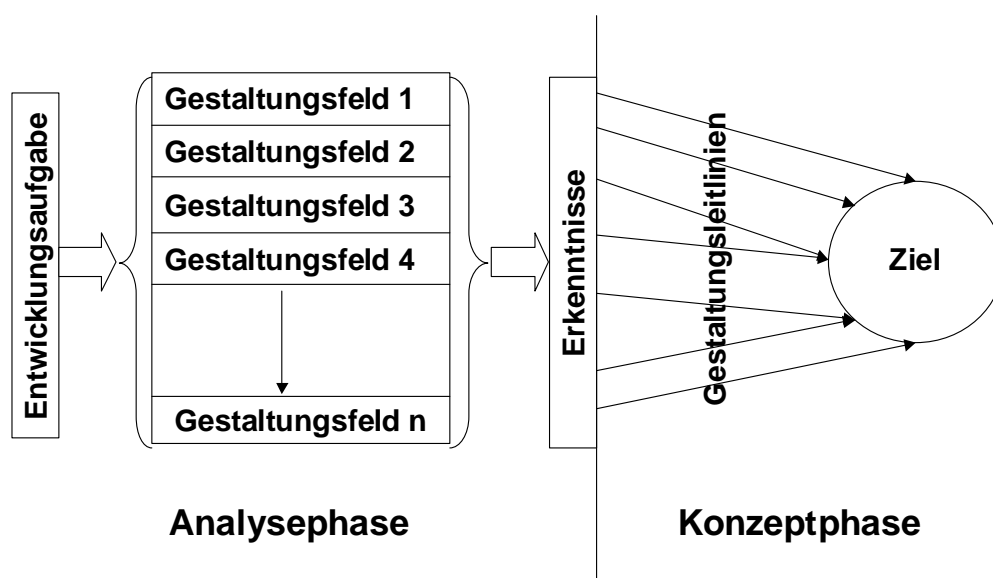 Entwicklungsaufgabe
Gestaltungsfeld 1
Gestaltungsfeld 2
Gestaltungsfeld 3
Gestaltungsfeld 4
Gestaltungsfeld n
Erkenntnisse
Gestaltungsleitlinien
Ziel
Analysephase
Konzeptphase